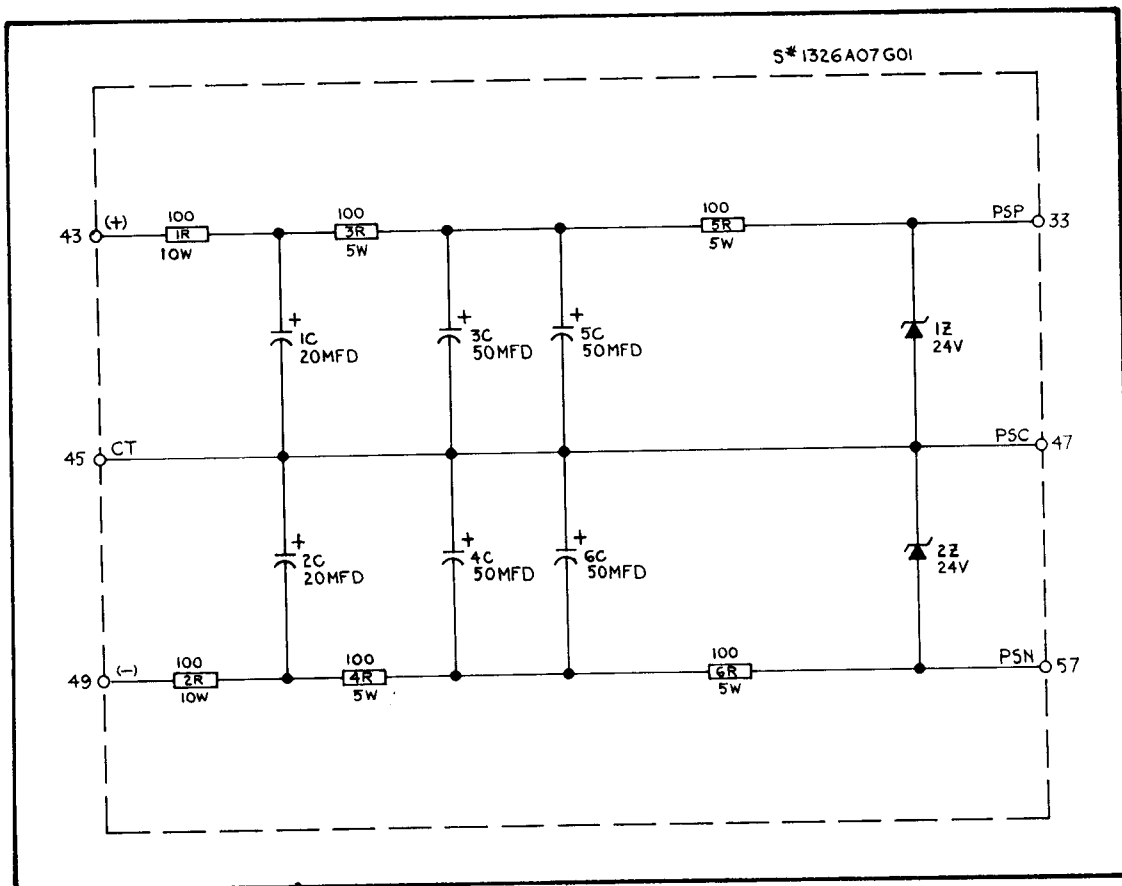 S# 1326A07G01
43 (+)
100
1R
10W
100
3R
5W
100
5R
5W
PSP 33
+
1C
20MFD
+
3C
50MFD
+
5C
50MFD
1Z
24V
45 CT
PSC 47
+
2C
20MFD
+
4C
50MFD
+
6C
50MFD
2Z
24V
49 (-)
100
2R
10W
100
4R
5W
100
6R
5W
PSN 57